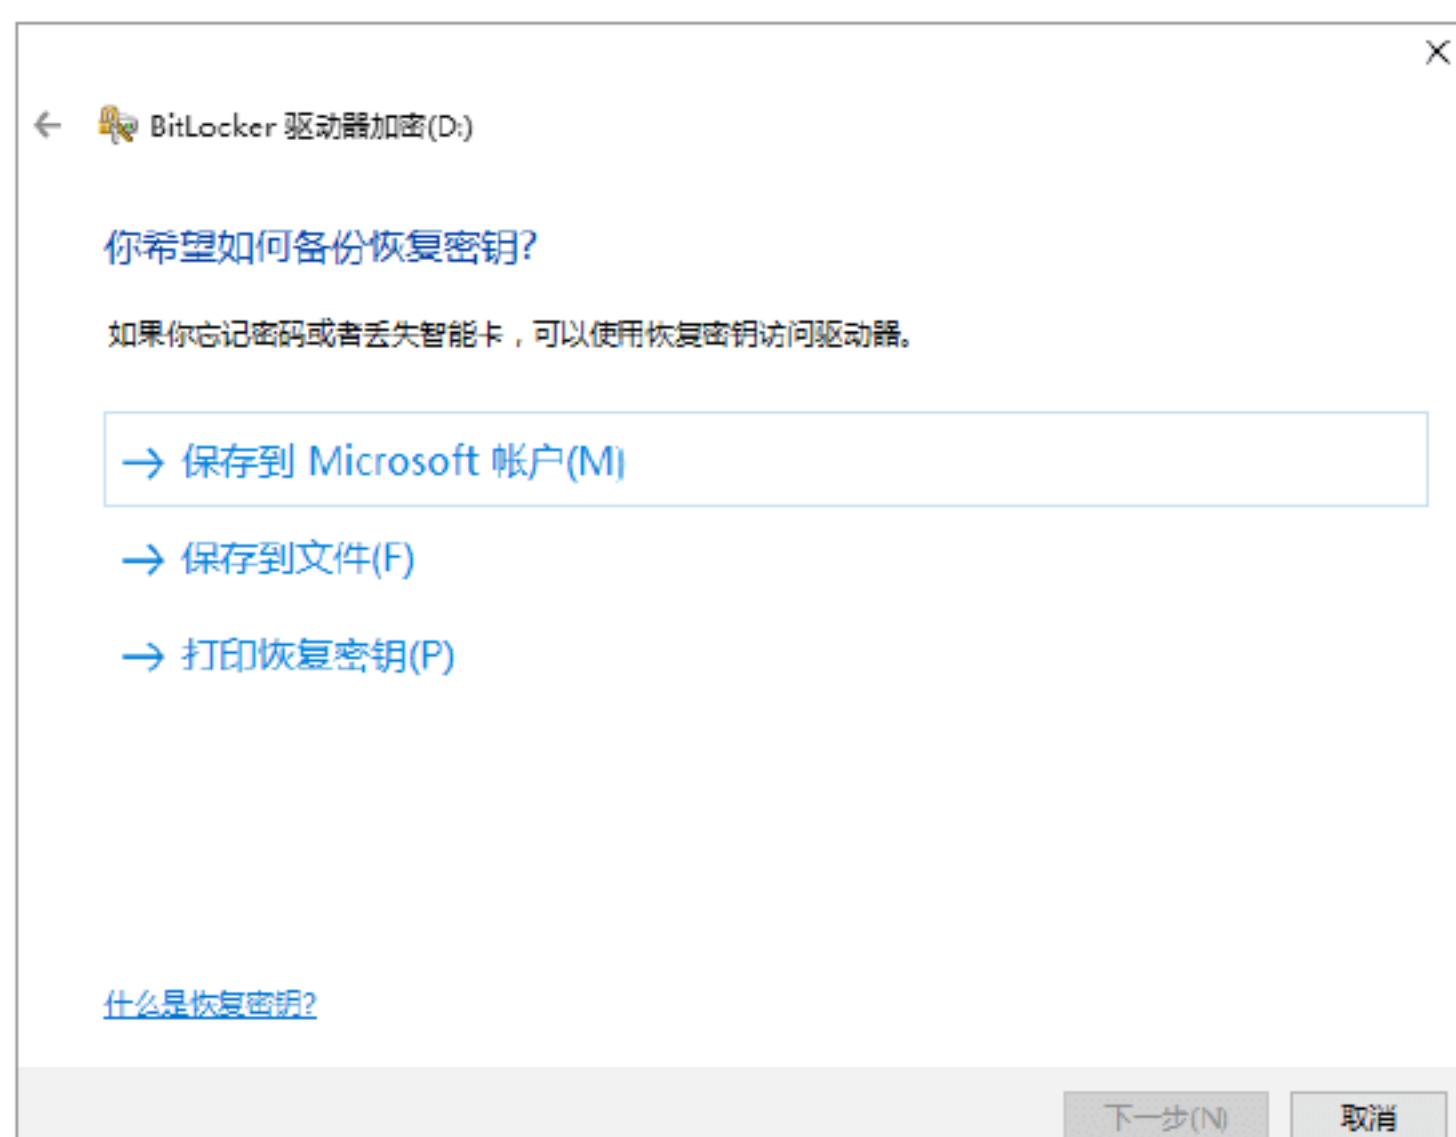 BitLocker 驱动器加密(D:)
你希望如何备份恢复密钥?
如果你忘记密码或者丢失智能卡，可以使用恢复密钥访问驱动器。
→ 保存到 Microsoft 帐户(M)
→ 保存到文件(F)
→ 打印恢复密钥(P)
什么是恢复密钥?
下一步(N) 取消